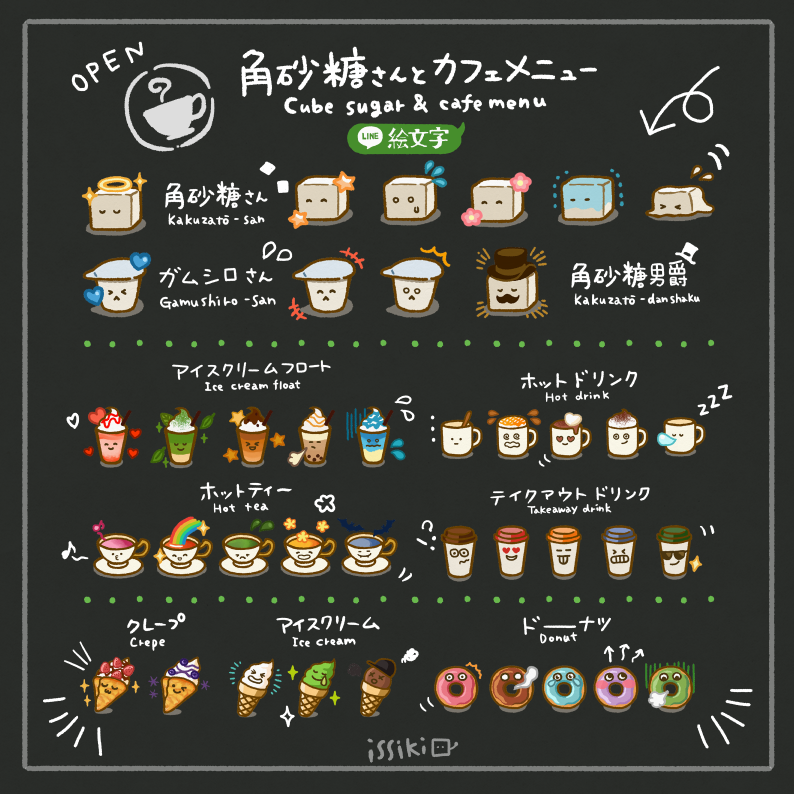 OPEN
角砂糖さんとカフェメニュー
Cube sugar & cafe menu
LINE 絵文字
角砂糖さん
Kakuzatō-san
ガムシロさん
Gamushiro-san
角砂糖男爵
Kakuzatō-danshaku
アイスクリームフロート
Ice cream float
ホットドリンク
Hot drink
zzz
ホットティー
Hot tea
テイクアウトドリンク
Takeaway drink
クレープ
Crepe
アイスクリーム
Ice cream
ドーナツ
Donut
issiki